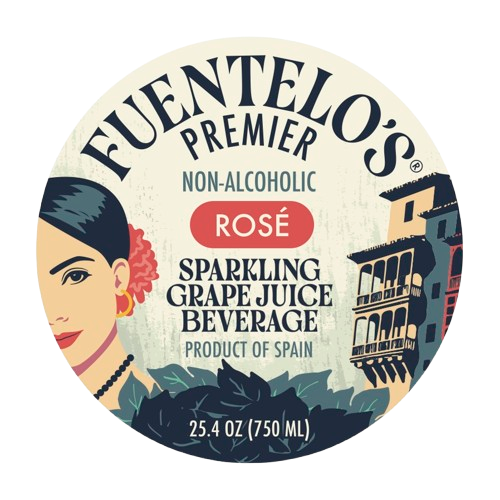 FUENTELO'S®
PREMIER
NON-ALCOHOLIC
ROSÉ
SPARKLING
GRAPE JUICE
BEVERAGE
PRODUCT OF SPAIN
25.4 OZ (750 ML)